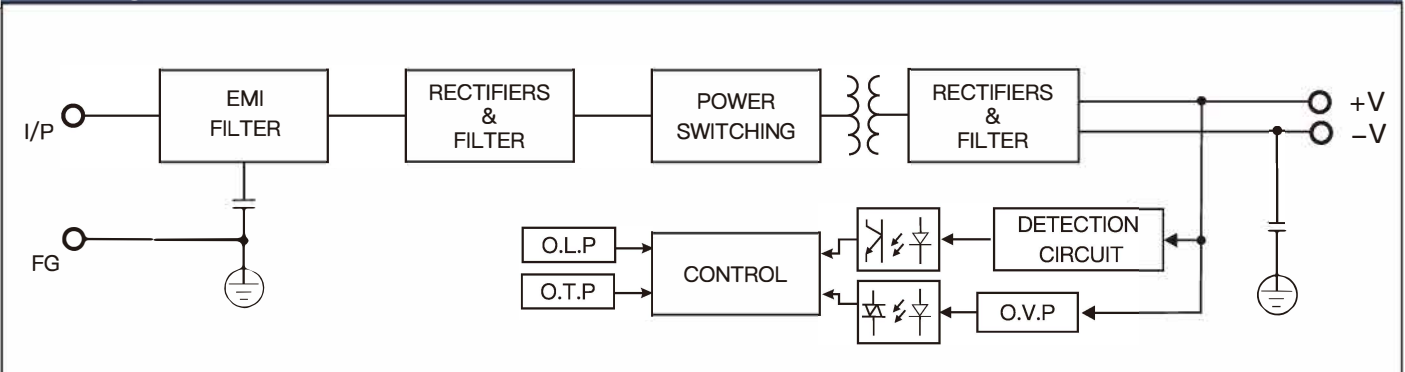 I/P
EMI
FILTER
RECTIFIERS
&
FILTER
POWER
SWITCHING
RECTIFIERS
&
FILTER
+V
−V
FG
O.L.P
O.T.P
CONTROL
DETECTION
CIRCUIT
O.V.P